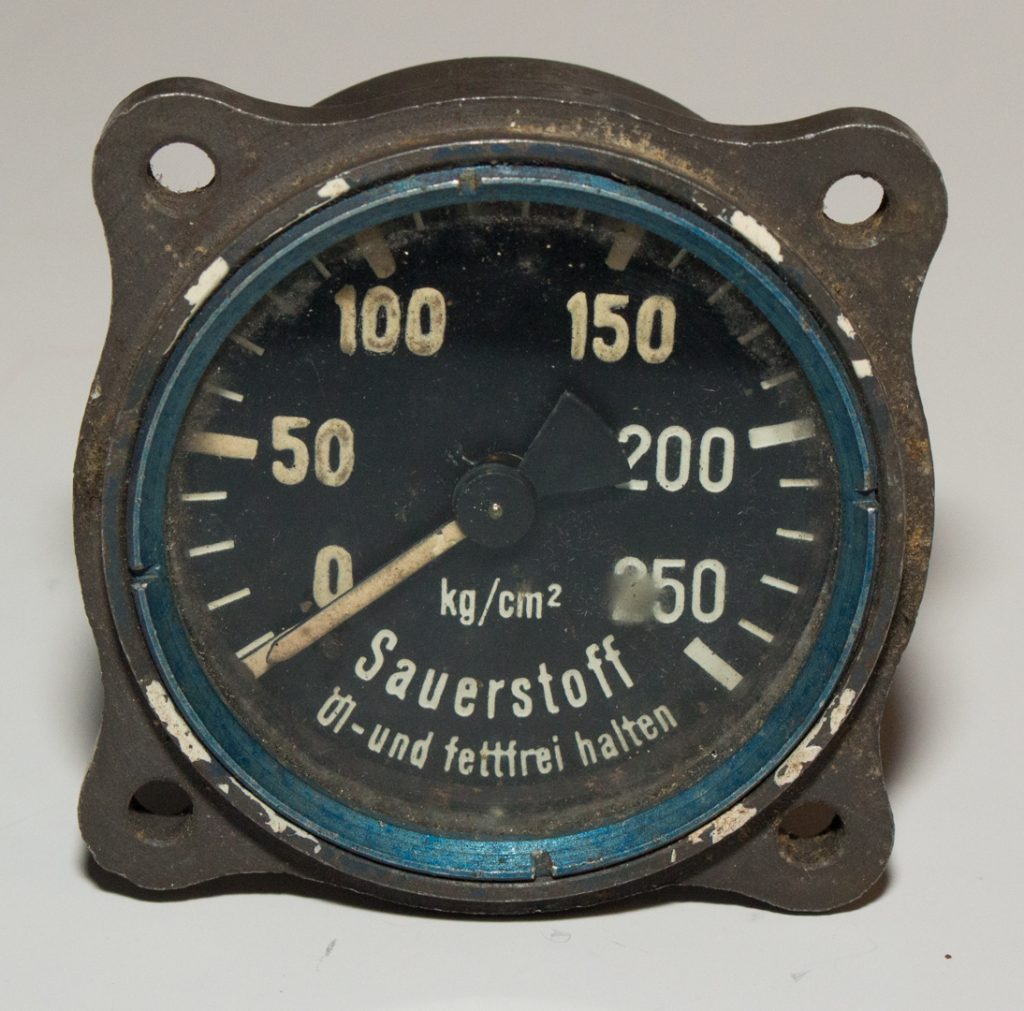 100 150
50 200
0 250
kg/cm²
Sauerstoff
Öl-und fettfrei halten